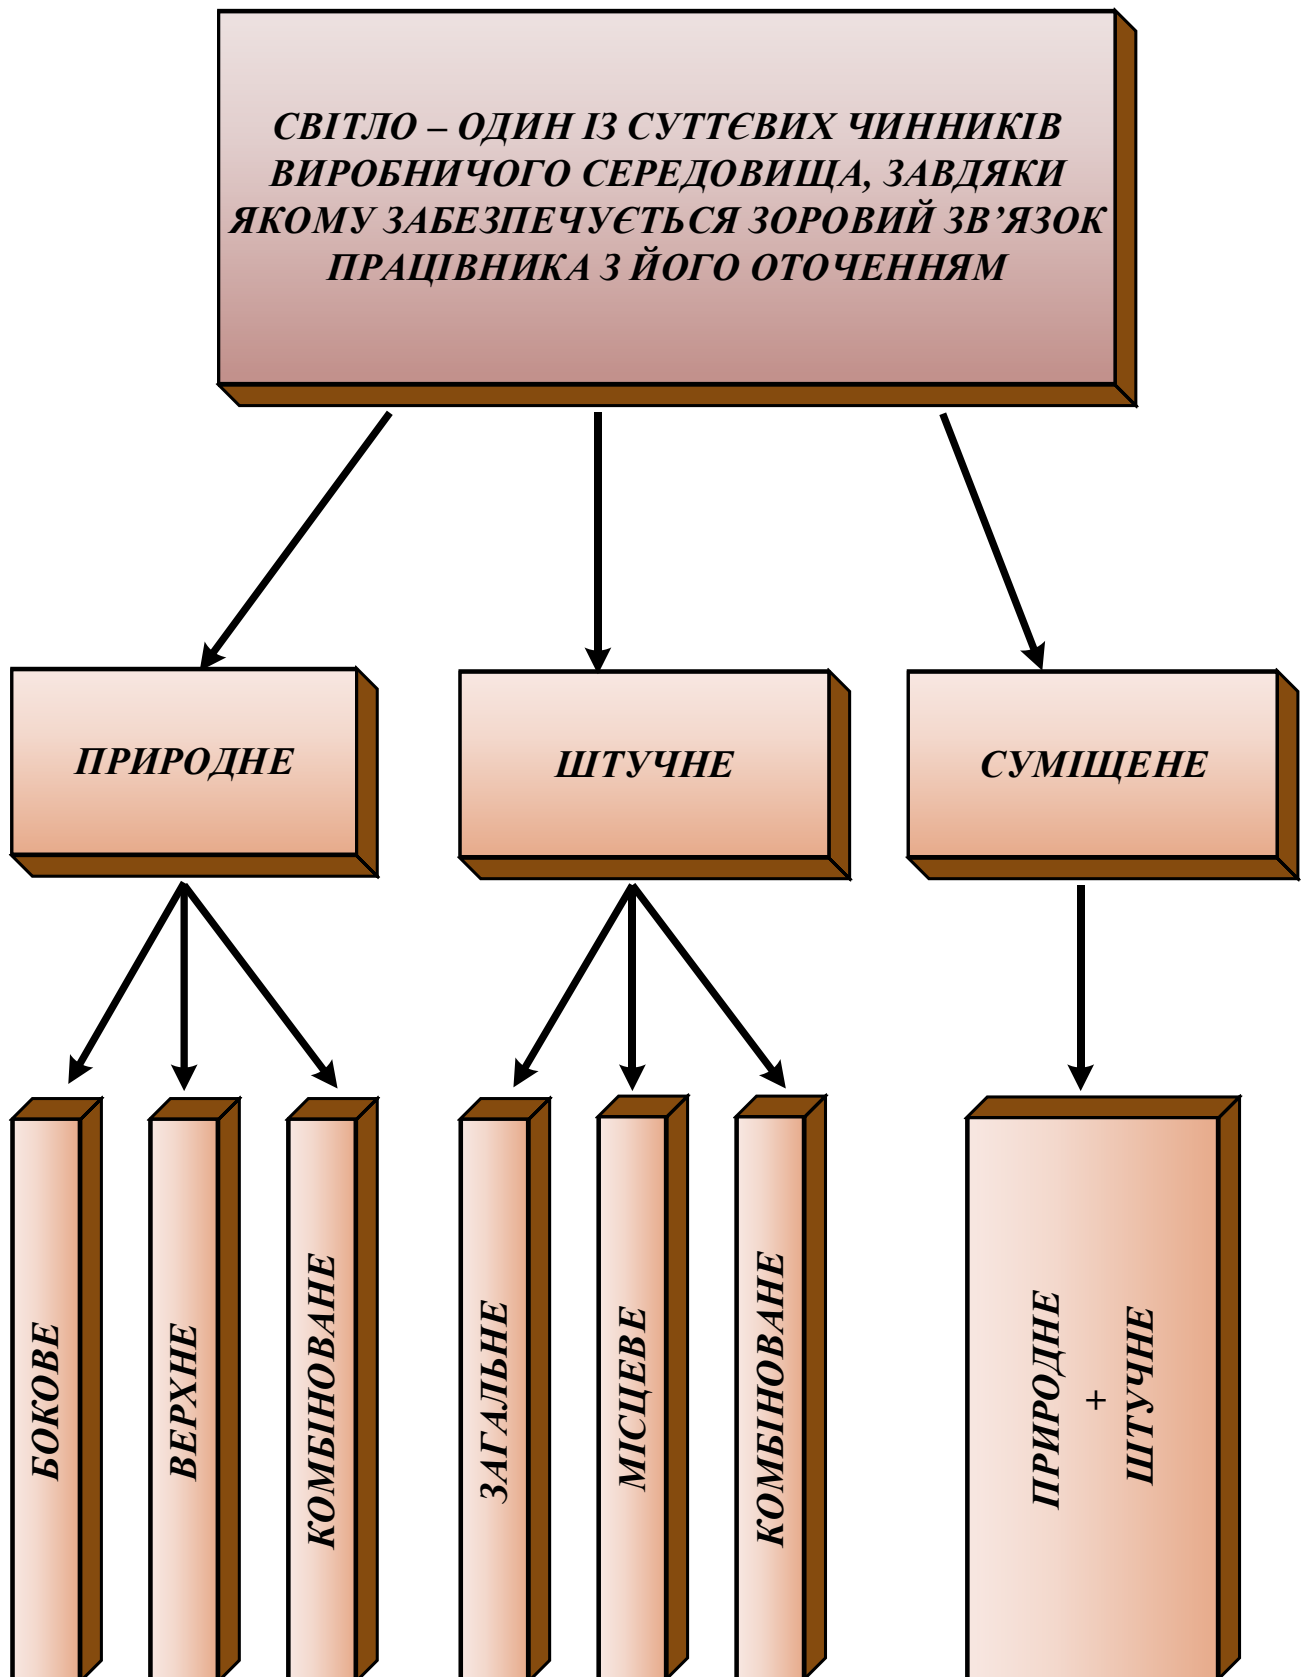 СВІТЛО – ОДИН ІЗ СУТТЄВИХ ЧИННИКІВ
ВИРОБНИЧОГО СЕРЕДОВИЩА, ЗАВДЯКИ
ЯКОМУ ЗАБЕЗПЕЧУЄТЬСЯ ЗОРОВИЙ ЗВ’ЯЗОК
ПРАЦІВНИКА З ЙОГО ОТОЧЕННЯМ
ПРИРОДНЕ
ШТУЧНЕ
СУМІЩЕНЕ
БОКОВЕ
ВЕРХНЕ
КОМБІНОВАНЕ
ЗАГАЛЬНЕ
МІСЦЕВЕ
КОМБІНОВАНЕ
ПРИРОДНЕ
+
ШТУЧНЕ